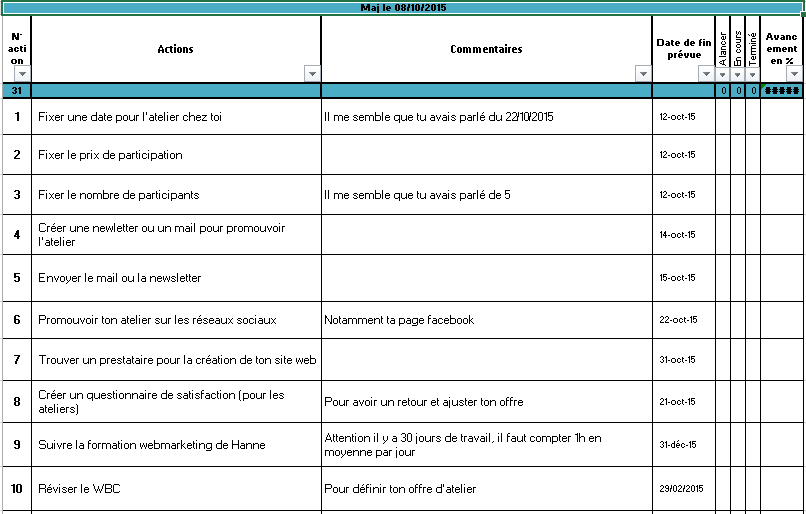 Maj le 08/10/2015
N° acti on Actions Commentaires Date de fin prévue A lancer En cours Terminé Avanc ement en %
31 0 0 0 #####
1 Fixer une date pour l'atelier chez toi Il me semble que tu avais parlé du 22/10/2015 12-oct-15
2 Fixer le prix de participation 12-oct-15
3 Fixer le nombre de participants Il me semble que tu avais parlé de 5 12-oct-15
4 Créer une newletter ou un mail pour promouvoir l'atelier 14-oct-15
5 Envoyer le mail ou la newsletter 15-oct-15
6 Promouvoir ton atelier sur les réseaux sociaux Notamment ta page facebook 22-oct-15
7 Trouver un prestataire pour la création de ton site web 31-oct-15
8 Créer un questionnaire de satisfaction (pour les ateliers) Pour avoir un retour et ajuster ton offre 21-oct-15
9 Suivre la formation webmarketing de Hanne Attention il y a 30 jours de travail, il faut compter 1h en moyenne par jour 31-déc-15
10 Réviser le WBC Pour définir ton offre d'atelier 29/02/2015